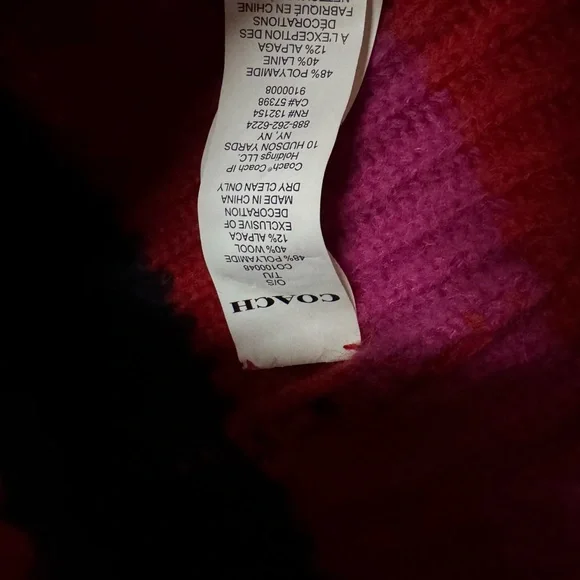 COACH
O/S
T/U
CO100048
48% POLYAMIDE
40% WOOL
12% ALPACA
EXCLUSIVE OF
DECORATION
MADE IN CHINA
DRY CLEAN ONLY
Coach® Coach IP
Holdings LLC.
10 HUDSON YARDS
NY, NY
888-262-6224
RN# 132154
CA# 57398
9100008
48% POLYAMIDE
40% LAINE
12% ALPAGA
À L'EXCEPTION DES
DÉCORATIONS
FABRIQUÉ EN CHINE